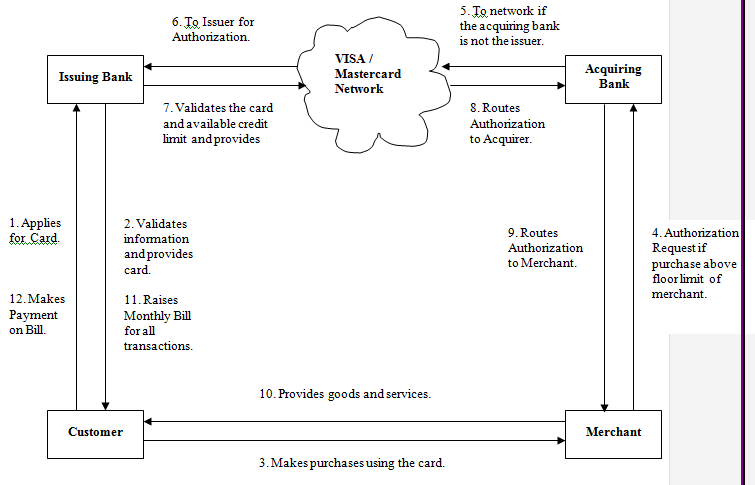 6. To Issuer for
Authorization.
5. To network if
the acquiring bank
is not the issuer.
Issuing Bank
VISA /
Mastercard
Network
Acquiring
Bank
7. Validates the card
and available credit
limit and provides
8. Routes
Authorization
to Acquirer.
1. Applies
for Card.
2. Validates
information
and provides
card.
9. Routes
Authorization
to Merchant.
4. Authorization
Request if
purchase above
floor limit of
merchant.
12. Makes
Payment
on Bill.
11. Raises
Monthly Bill
for all
transactions.
10. Provides goods and services.
Customer
Merchant
3. Makes purchases using the card.